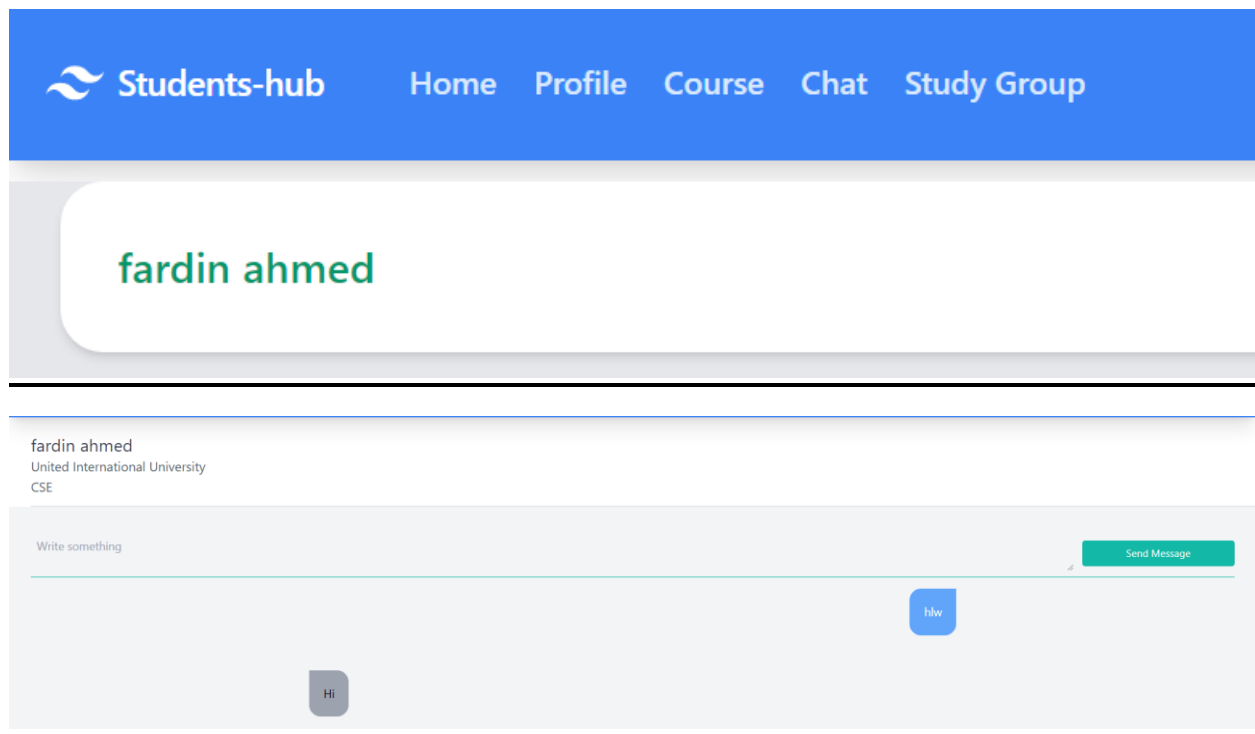 Students-hub Home Profile Course Chat Study Group
fardin ahmed
fardin ahmed
United International University
CSE
Write something
Send Message
hlw
Hi